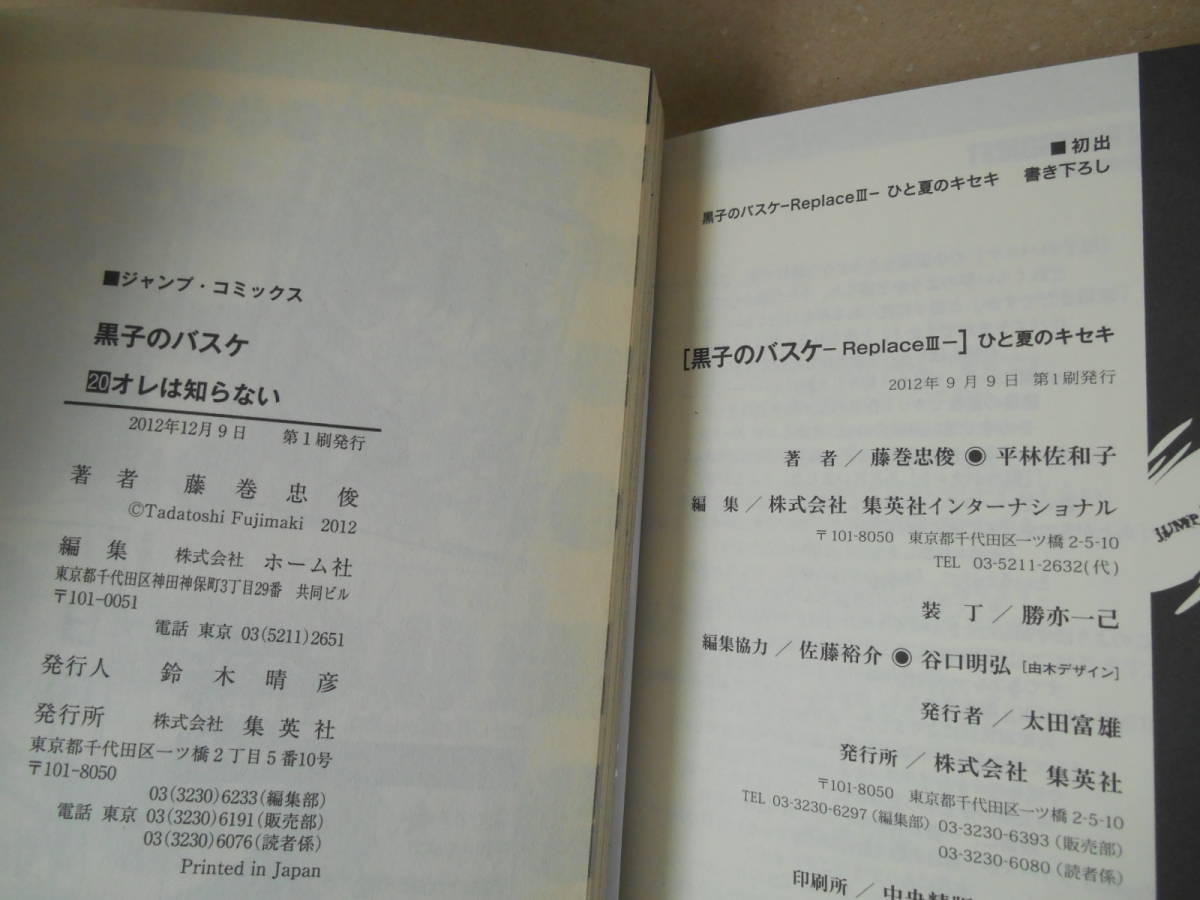 ■ジャンプ・コミックス
黒子のバスケ
20オレは知らない
2012年12月9日 第1刷発行
著者 藤巻忠俊
©Tadatoshi Fujimaki 2012
編集 株式会社 ホーム社
東京都千代田区神田神保町3丁目29番 共同ビル
〒101-0051
電話 東京 03(5211)2651
発行人 鈴木晴彦
発行所 株式会社 集英社
東京都千代田区一ツ橋2丁目5番10号
〒101-8050
03(3230)6233(編集部)
電話 東京 03(3230)6191(販売部)
03(3230)6076(読者係)
Printed in Japan
■初出
黒子のバスケ−ReplaceⅢ− ひと夏のキセキ 書き下ろし
[黒子のバスケ− ReplaceⅢ−] ひと夏のキセキ
2012年9月9日 第1刷発行
著者／藤巻忠俊◉平林佐和子
編集／株式会社 集英社インターナショナル
〒101-8050 東京都千代田区一ツ橋2-5-10
TEL 03-5211-2632(代)
装丁／勝亦一己
編集協力／佐藤裕介◉谷口明弘[由木デザイン]
発行者／太田富雄
発行所／株式会社 集英社
〒101-8050 東京都千代田区一ツ橋2-5-10
TEL 03-3230-6297(編集部) 03-3230-6393(販売部)
03-3230-6080(読者係)
印刷所／中央精版
JUMP